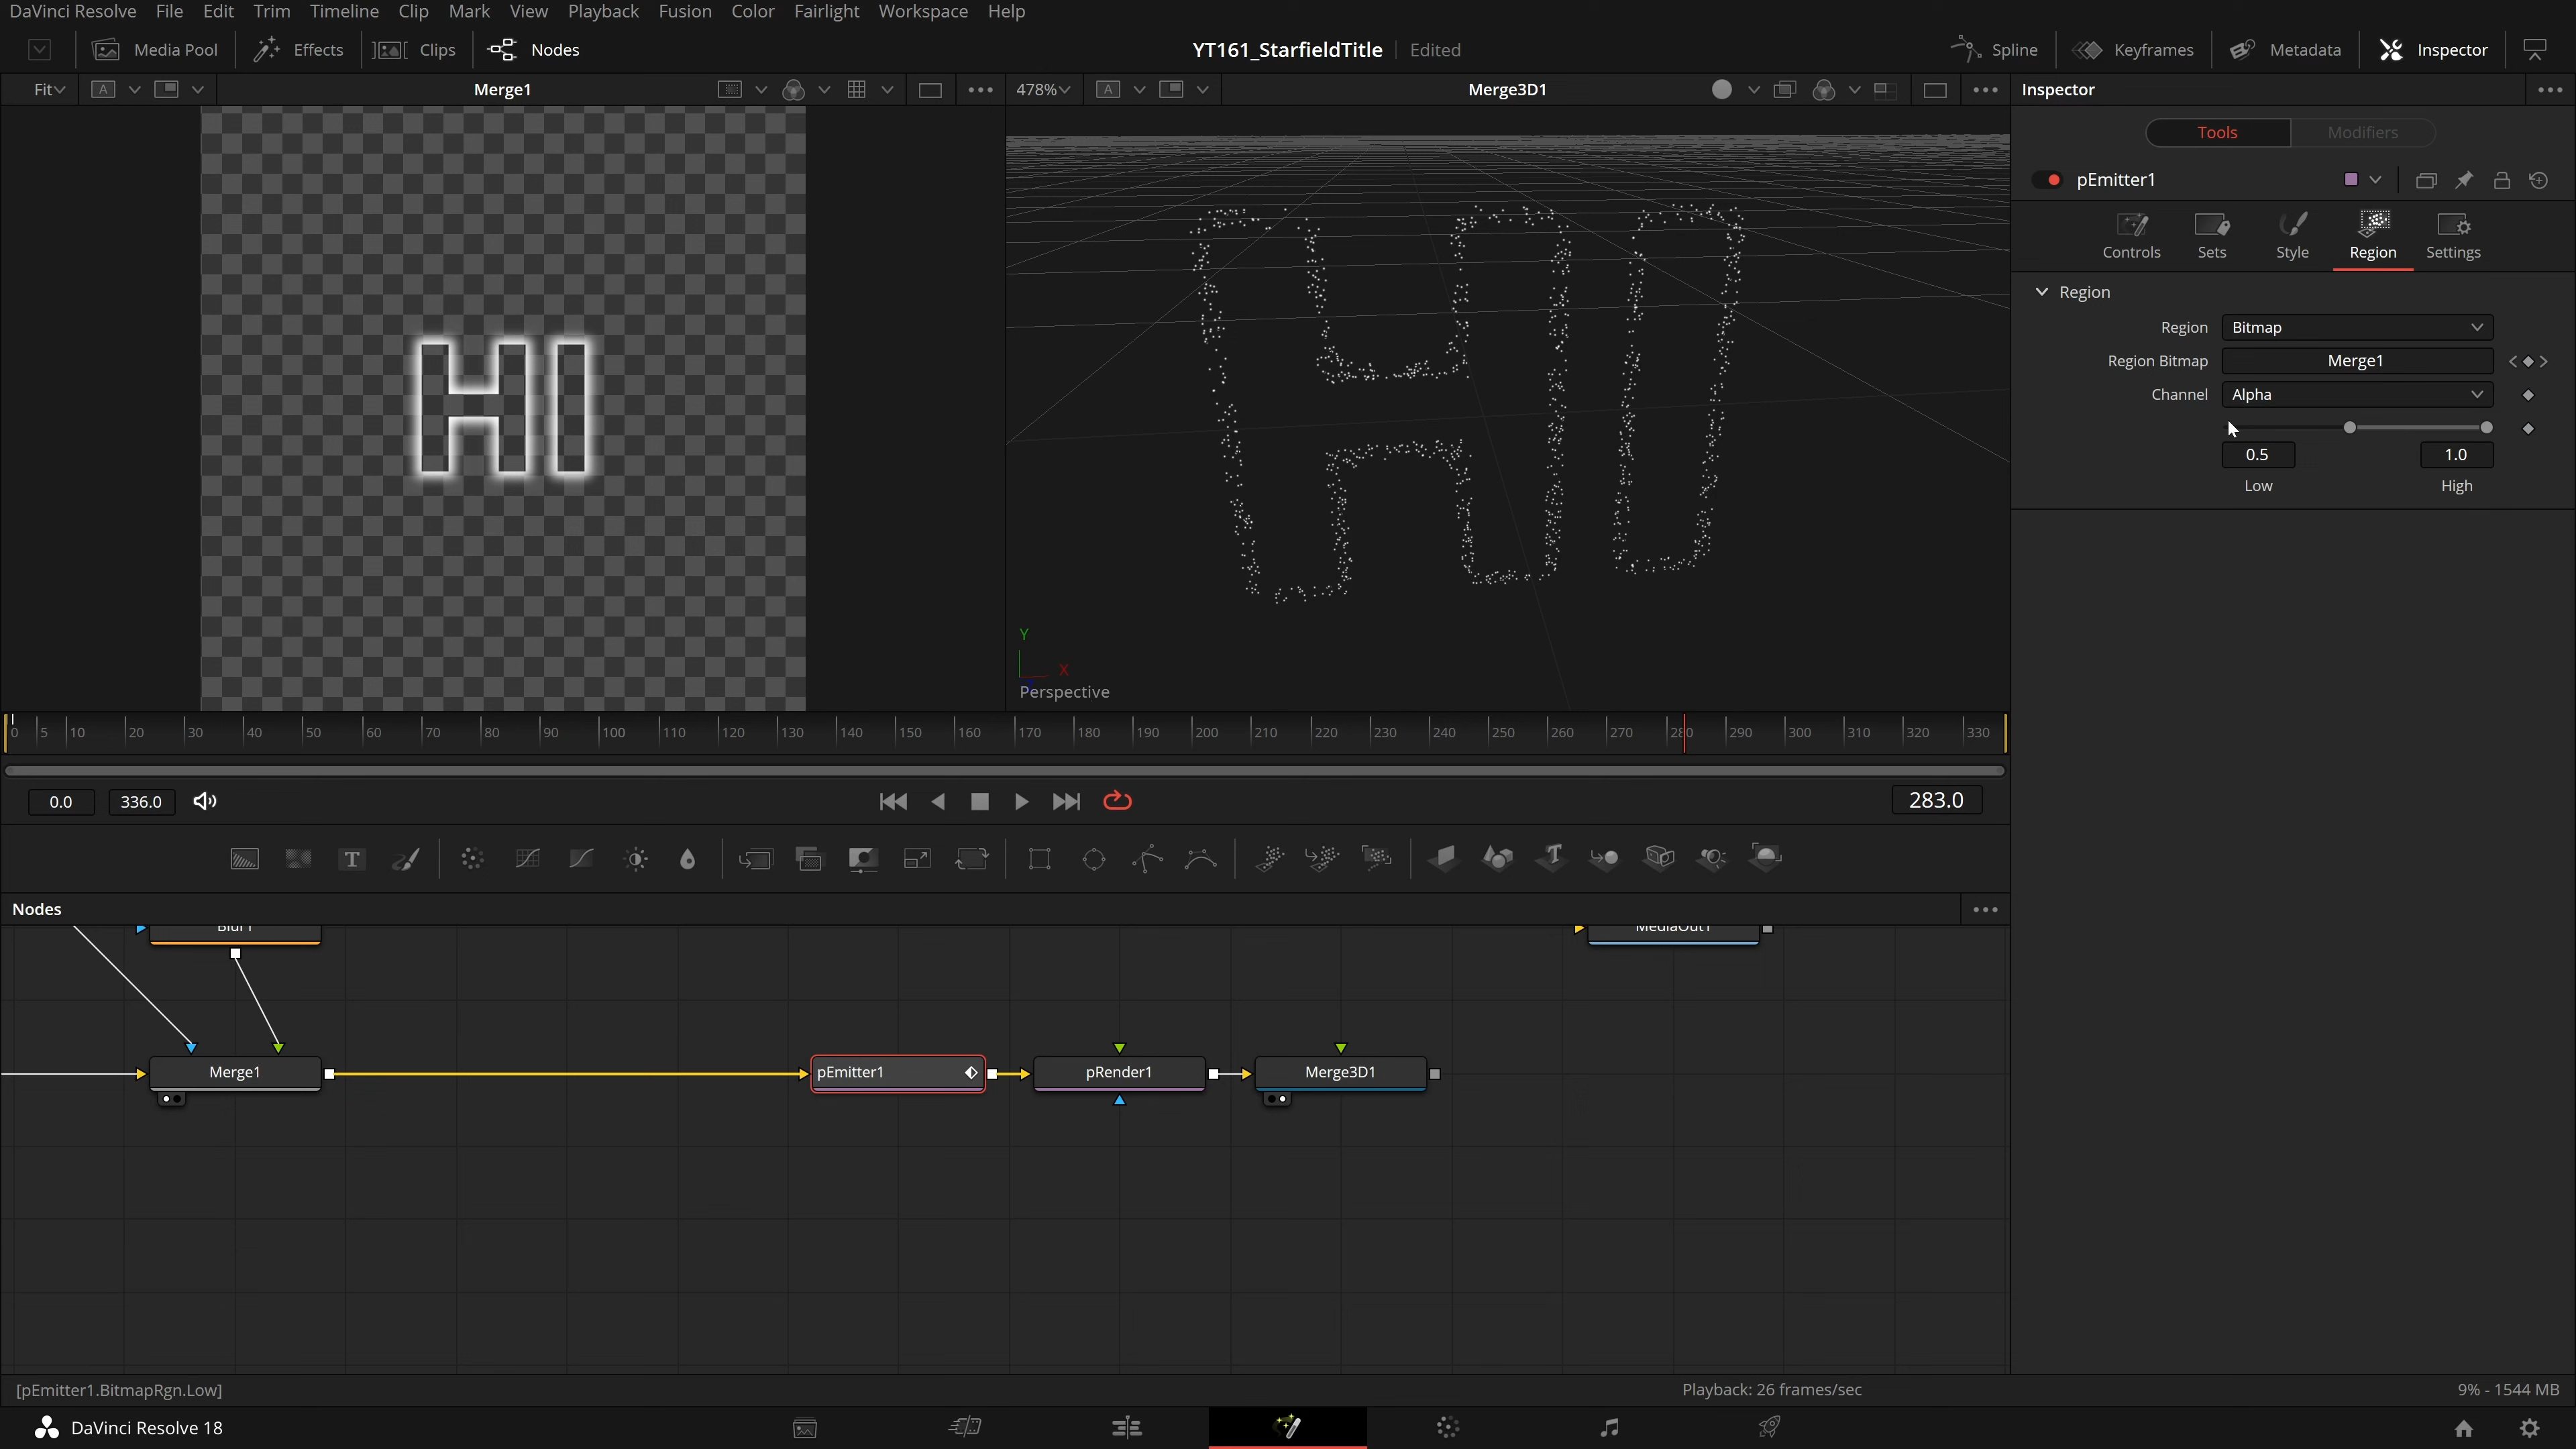 DaVinci Resolve File Edit Trim Timeline Clip Mark View Playback Fusion Color Fairlight Workspace Help
Media Pool Effects Clips Nodes YT161_StarfieldTitle Edited Spline Keyframes Metadata Inspector
Fit A Merge1 478% A Merge3D1 Inspector
Tools Modifiers
pEmitter1
Controls Sets Style Region Settings
Region
Region Bitmap
Region Bitmap Merge1
Channel Alpha
0.5 1.0
Low High
HI
HI
Y
X
Perspective
0 5 10 20 30 40 50 60 70 80 90 100 110 120 130 140 150 160 170 180 190 200 210 220 230 240 250 260 270 280 290 300 310 320 330
0.0 336.0 283.0
T T
Nodes
Blur1 MediaOut1
Merge1 pEmitter1 pRender1 Merge3D1
[pEmitter1.BitmapRgn.Low] Playback: 26 frames/sec 9% - 1544 MB
DaVinci Resolve 18